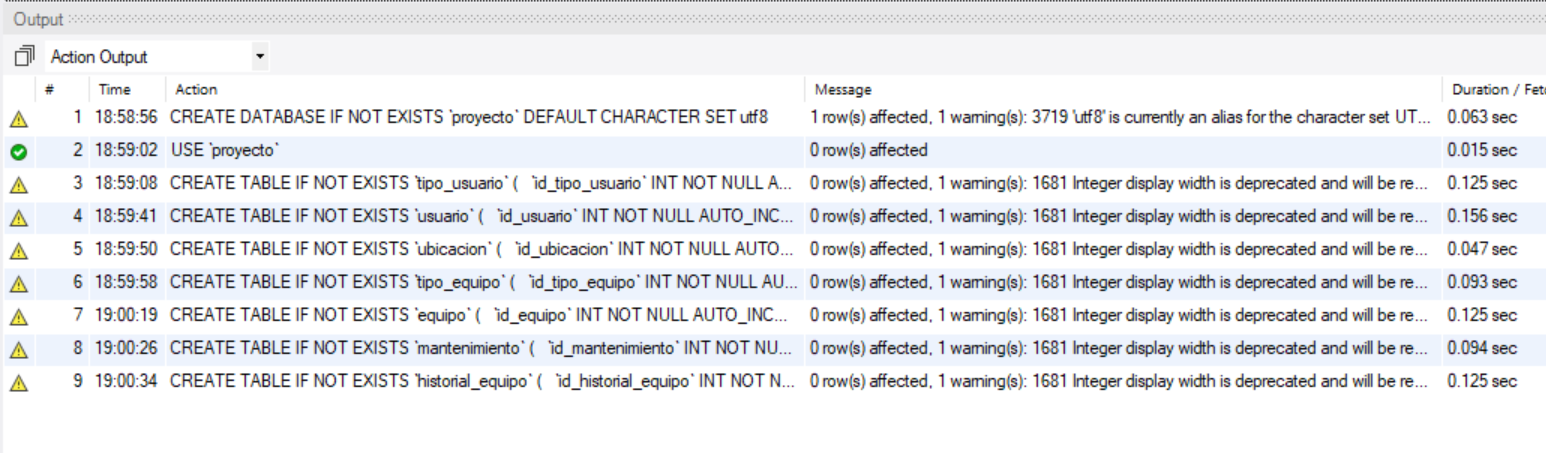 Output
Action Output
# Time Action Message Duration / Fetc
1 18:58:56 CREATE DATABASE IF NOT EXISTS `proyecto` DEFAULT CHARACTER SET utf8 1 row(s) affected, 1 warning(s): 3719 'utf8' is currently an alias for the character set UT... 0.063 sec
2 18:59:02 USE `proyecto` 0 row(s) affected 0.015 sec
3 18:59:08 CREATE TABLE IF NOT EXISTS `tipo_usuario` ( `id_tipo_usuario` INT NOT NULL A... 0 row(s) affected, 1 warning(s): 1681 Integer display width is deprecated and will be re... 0.125 sec
4 18:59:41 CREATE TABLE IF NOT EXISTS `usuario` ( `id_usuario` INT NOT NULL AUTO_INC... 0 row(s) affected, 1 warning(s): 1681 Integer display width is deprecated and will be re... 0.156 sec
5 18:59:50 CREATE TABLE IF NOT EXISTS `ubicacion` ( `id_ubicacion` INT NOT NULL AUTO... 0 row(s) affected, 1 warning(s): 1681 Integer display width is deprecated and will be re... 0.047 sec
6 18:59:58 CREATE TABLE IF NOT EXISTS `tipo_equipo` ( `id_tipo_equipo` INT NOT NULL AU... 0 row(s) affected, 1 warning(s): 1681 Integer display width is deprecated and will be re... 0.093 sec
7 19:00:19 CREATE TABLE IF NOT EXISTS `equipo` ( `id_equipo` INT NOT NULL AUTO_INC... 0 row(s) affected, 1 warning(s): 1681 Integer display width is deprecated and will be re... 0.125 sec
8 19:00:26 CREATE TABLE IF NOT EXISTS `mantenimiento` ( `id_mantenimiento` INT NOT NU... 0 row(s) affected, 1 warning(s): 1681 Integer display width is deprecated and will be re... 0.094 sec
9 19:00:34 CREATE TABLE IF NOT EXISTS `historial_equipo` ( `id_historial_equipo` INT NOT N... 0 row(s) affected, 1 warning(s): 1681 Integer display width is deprecated and will be re... 0.125 sec